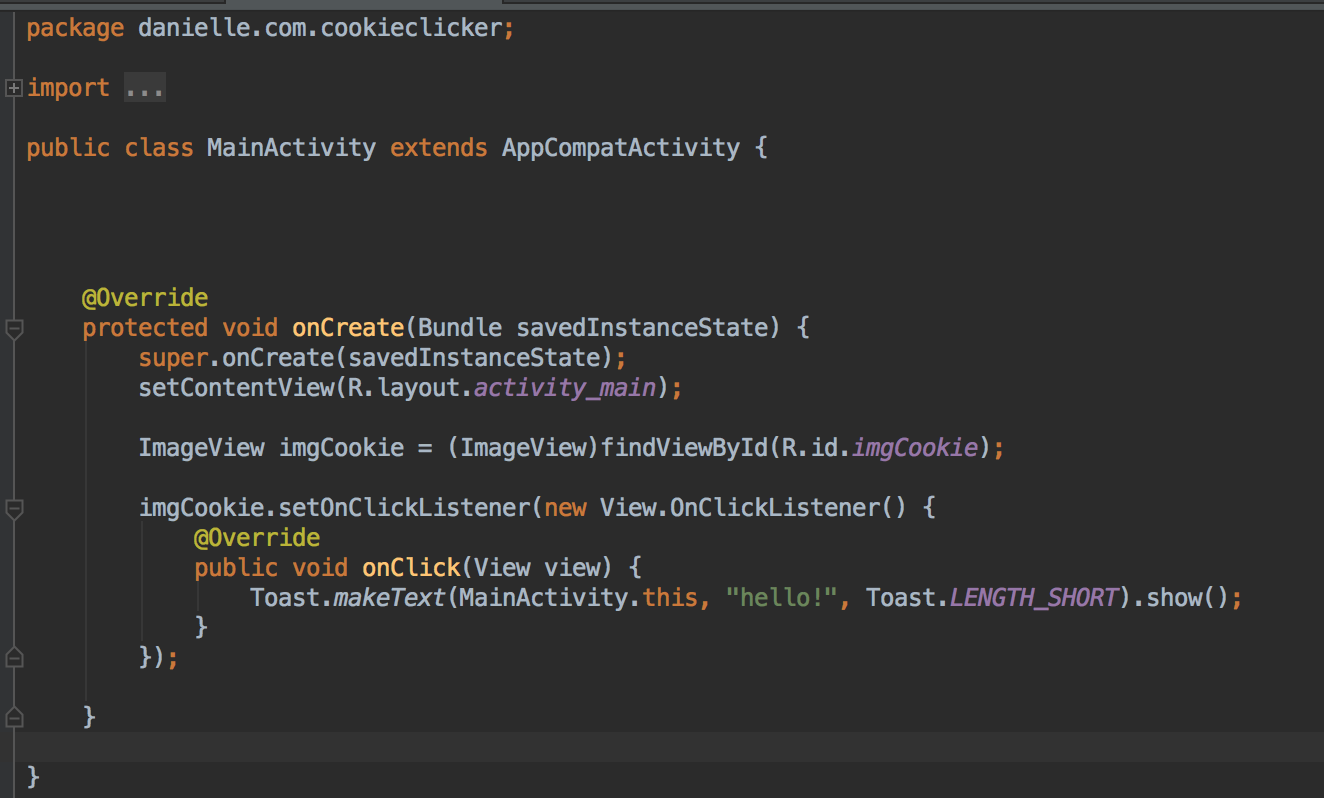 package danielle.com.cookieclicker;
import ...
public class MainActivity extends AppCompatActivity {
@Override
protected void onCreate(Bundle savedInstanceState) {
super.onCreate(savedInstanceState);
setContentView(R.layout.activity_main);
ImageView imgCookie = (ImageView)findViewById(R.id.imgCookie);
imgCookie.setOnClickListener(new View.OnClickListener() {
@Override
public void onClick(View view) {
Toast.makeText(MainActivity.this, "hello!", Toast.LENGTH_SHORT).show();
}
});
}
}